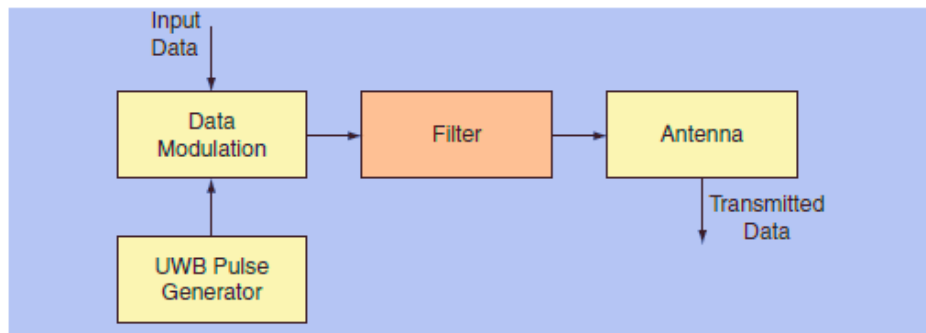 Input
Data
Data
Modulation
Filter
Antenna
Transmitted
Data
UWB Pulse
Generator